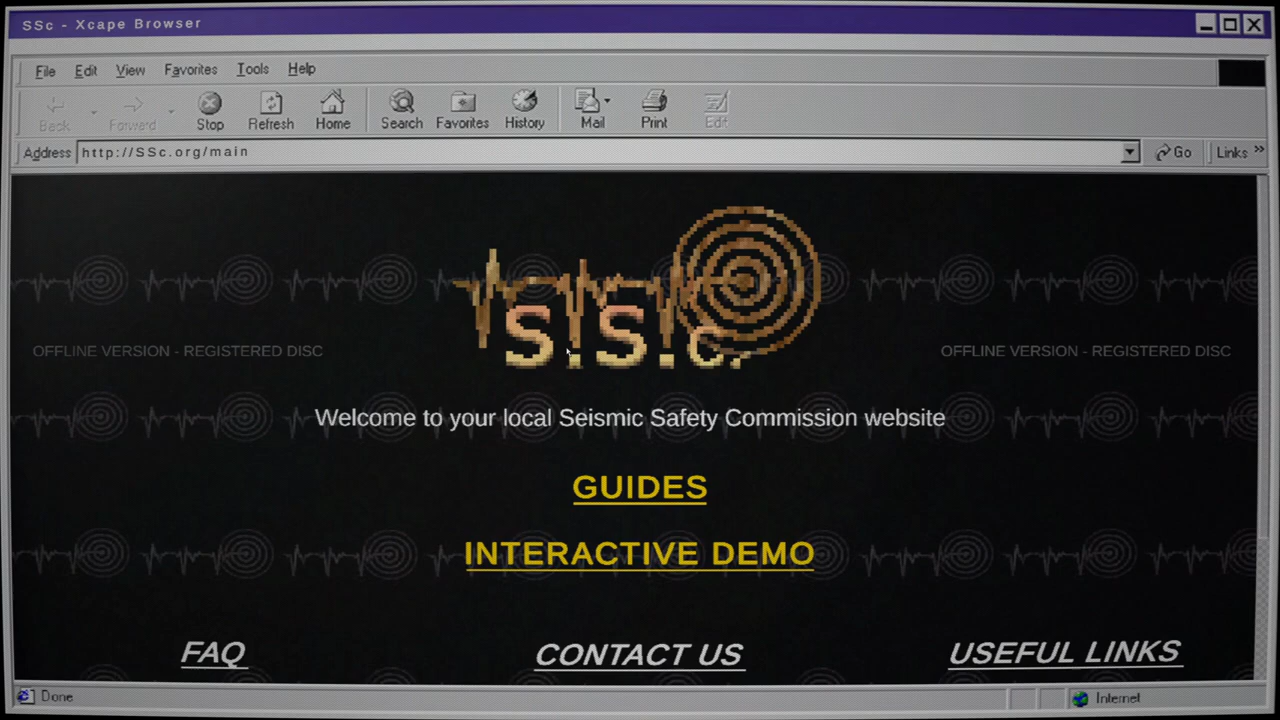 SSc - Xcape Browser
File Edit View Favorites Tools Help
Back Forward Stop Refresh Home Search Favorites History Mail Print Edit
Address http://SSc.org/main Go Links »
s.s.c.
OFFLINE VERSION - REGISTERED DISC OFFLINE VERSION - REGISTERED DISC
Welcome to your local Seismic Safety Commission website
GUIDES
INTERACTIVE DEMO
FAQ CONTACT US USEFUL LINKS
Done Internet